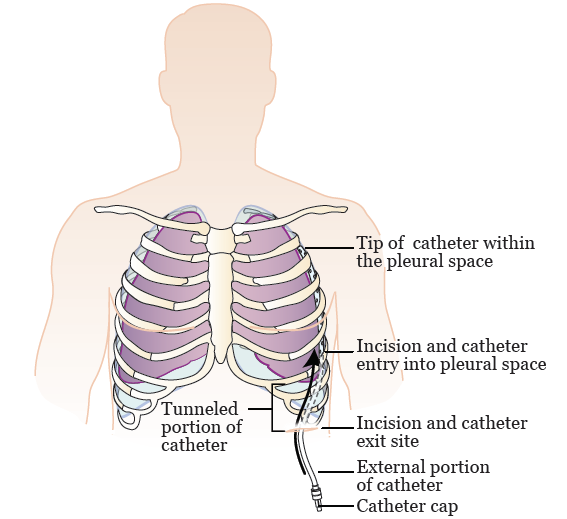 Tip of catheter within
the pleural space
Incision and catheter
entry into pleural space
Tunneled
portion of
catheter
Incision and catheter
exit site
External portion
of catheter
Catheter cap